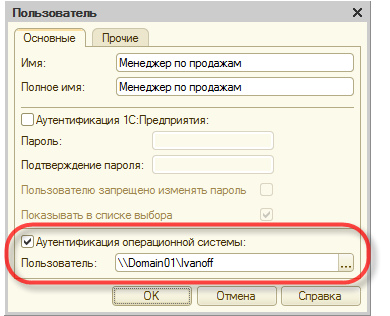 Пользователь
Основные Прочие
Имя: Менеджер по продажам
Полное имя: Менеджер по продажам
Аутентификация 1С:Предприятия:
Пароль:
Подтверждение пароля:
Пользователю запрещено изменять пароль
Показывать в списке выбора
Аутентификация операционной системы:
Пользователь: \\Domain01\Ivanoff ...
OK Отмена Справка